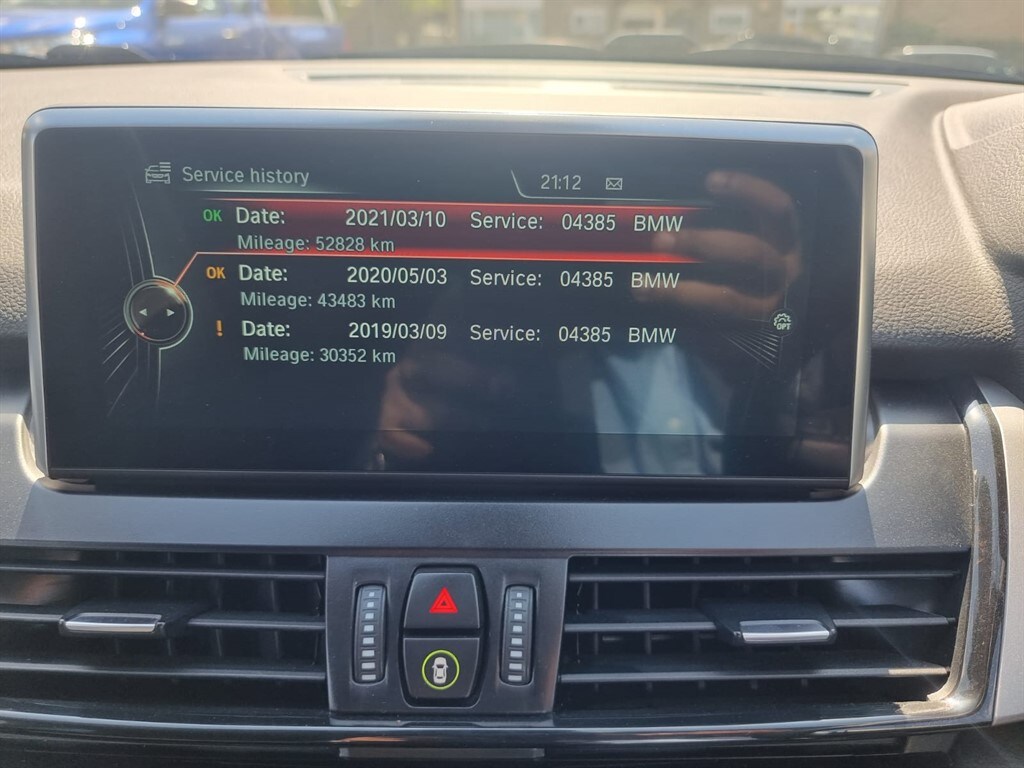 Service history
21:12
OK Date: 2021/03/10 Service: 04385 BMW
Mileage: 52828 km
OK Date: 2020/05/03 Service: 04385 BMW
Mileage: 43483 km
! Date: 2019/03/09 Service: 04385 BMW
Mileage: 30352 km
OPT